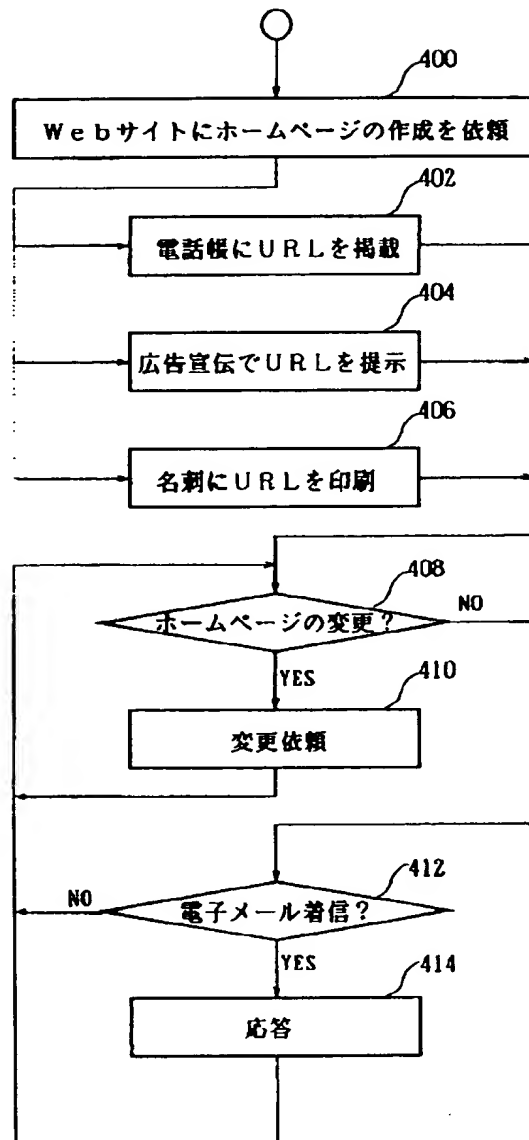 400
Webサイトにホームページの作成を依頼
402
電話帳にURLを掲載
404
広告宣伝でURLを提示
406
名刺にURLを印刷
408
ホームページの変更?
NO
YES
410
変更依頼
412
NO
電子メール着信?
YES
414
応答